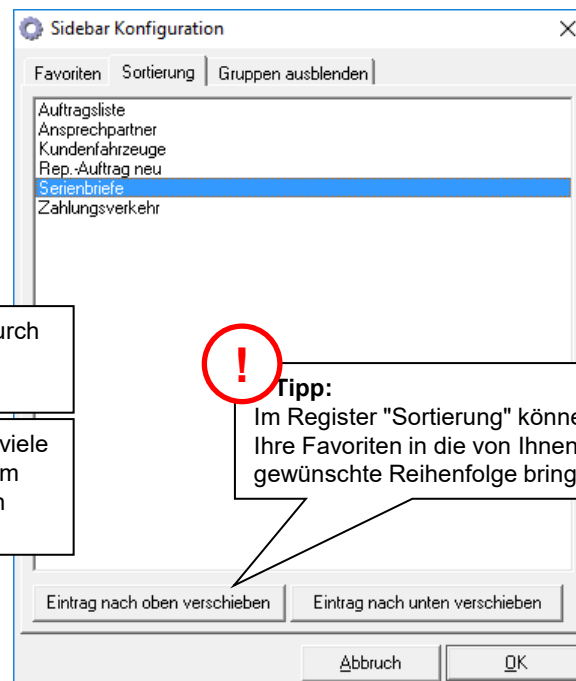 Sidebar Konfiguration
Favoriten Sortierung Gruppen ausblenden
Auftragsliste
Ansprechpartner
Kundenfahrzeuge
Rep.-Auftrag neu
Serienbriefe
Zahlungsverkehr
urch
viele
m
n
!
Tipp:
Im Register "Sortierung" könne
Ihre Favoriten in die von Ihnen
gewünschte Reihenfolge bring
Eintrag nach oben verschieben Eintrag nach unten verschieben
Abbruch OK